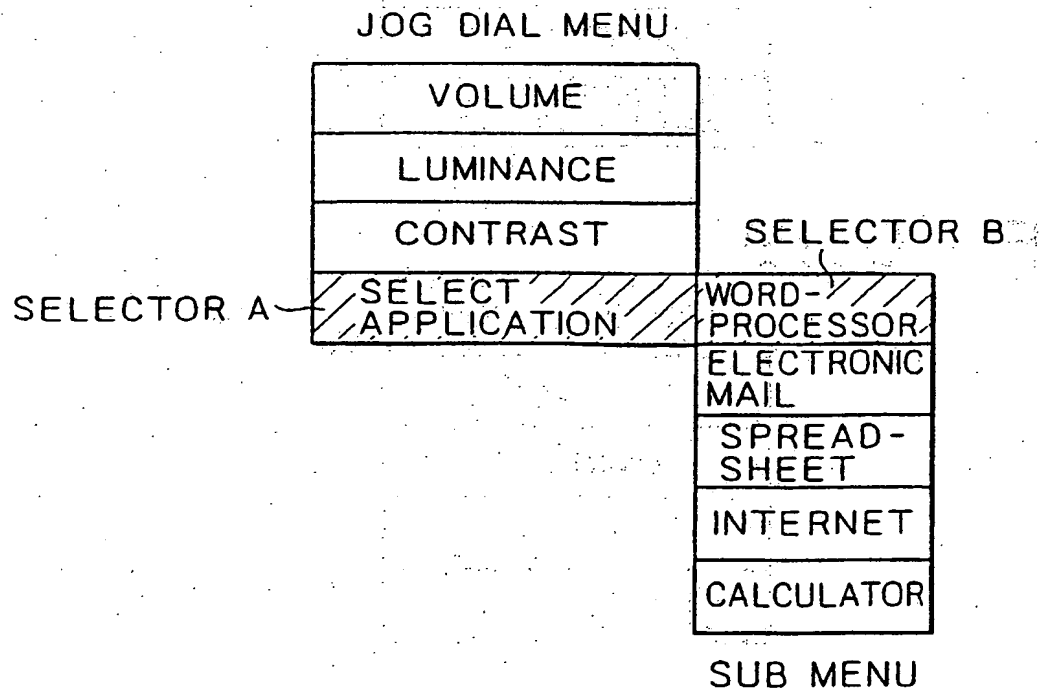 JOG DIAL MENU
VOLUME
LUMINANCE
CONTRAST
SELECTOR B
SELECTOR A
SELECT
APPLICATION
WORD-
PROCESSOR
ELECTRONIC
MAIL
SPREAD-
SHEET
INTERNET
CALCULATOR
SUB MENU